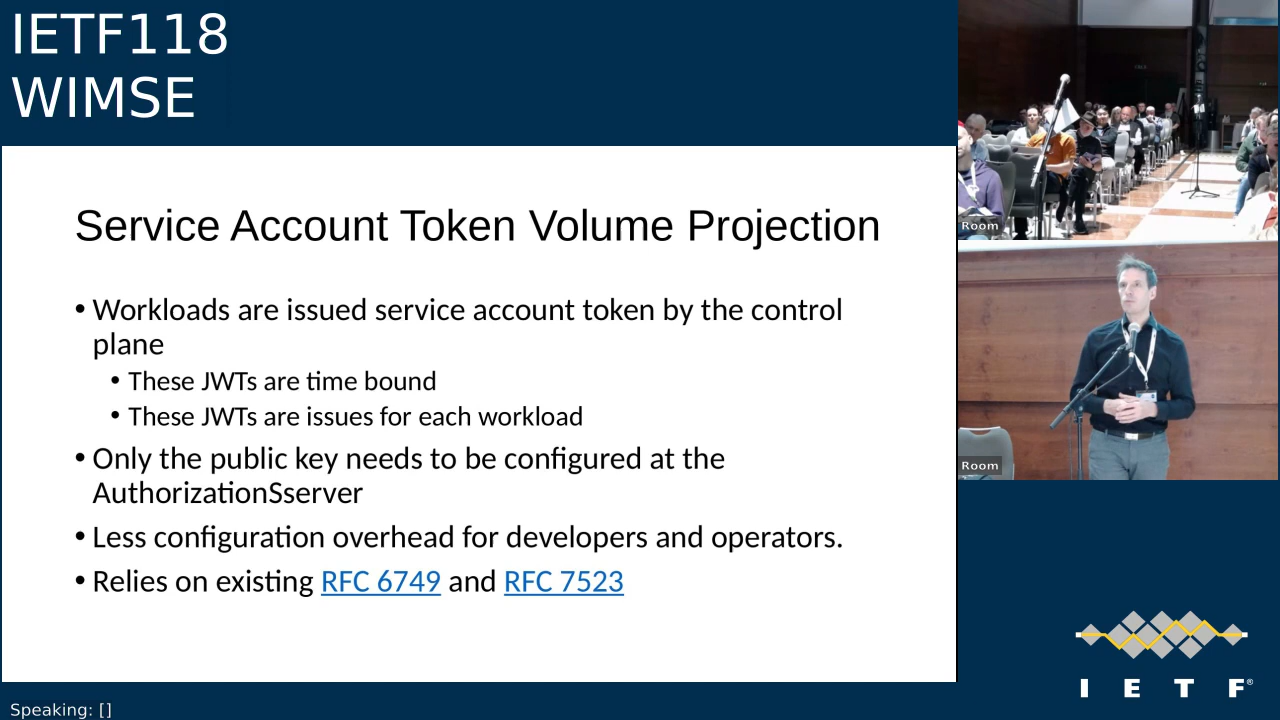 IETF118
WIMSE
Service Account Token Volume Projection
• Workloads are issued service account token by the control
plane
• These JWTs are time bound
• These JWTs are issues for each workload
• Only the public key needs to be configured at the
AuthorizationSserver
• Less configuration overhead for developers and operators.
• Relies on existing RFC 6749 and RFC 7523
Room
Room
I E T F®
Speaking: []